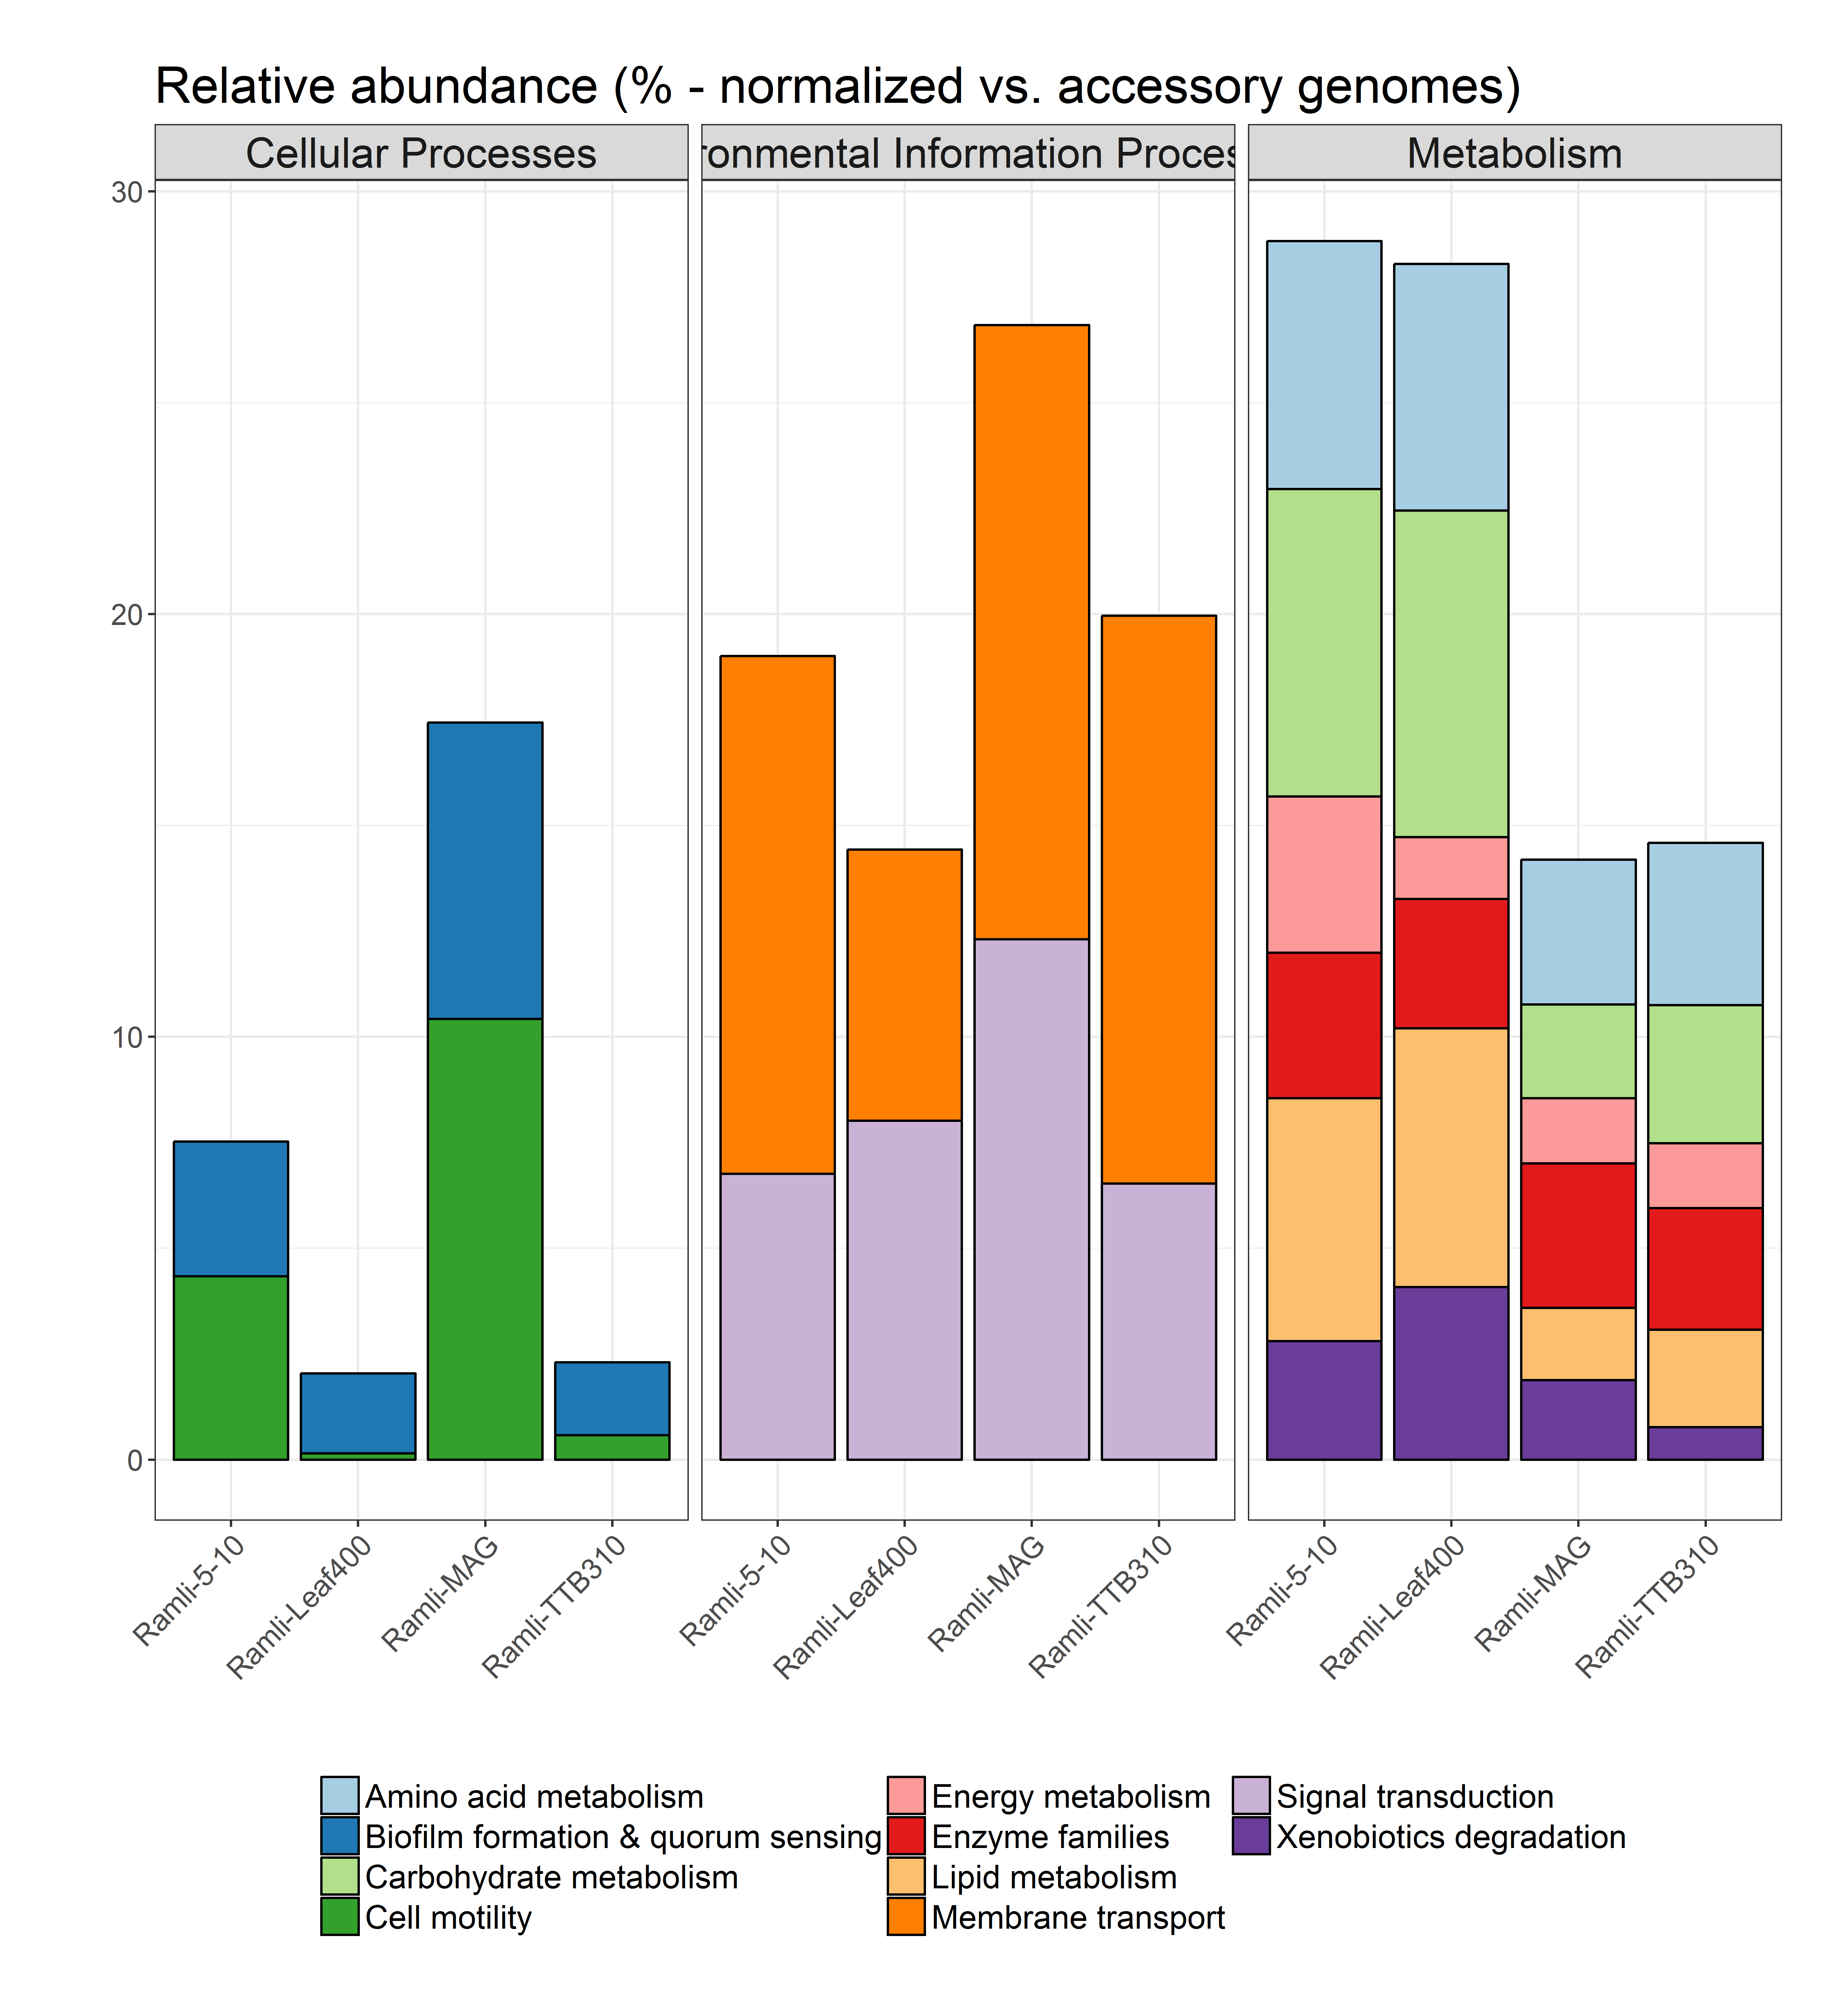 Relative abundance (% - normalized vs. accessory genomes)
Cellular Processes
ronmental Information Proces
Metabolism
30
20
10
0
Ramli-5-10
Ramli-Leaf400
Ramli-MAG
Ramli-TTB310
Ramli-5-10
Ramli-Leaf400
Ramli-MAG
Ramli-TTB310
Ramli-5-10
Ramli-Leaf400
Ramli-MAG
Ramli-TTB310
Amino acid metabolism
Biofilm formation & quorum sensing
Carbohydrate metabolism
Cell motility
Energy metabolism
Enzyme families
Lipid metabolism
Membrane transport
Signal transduction
Xenobiotics degradation